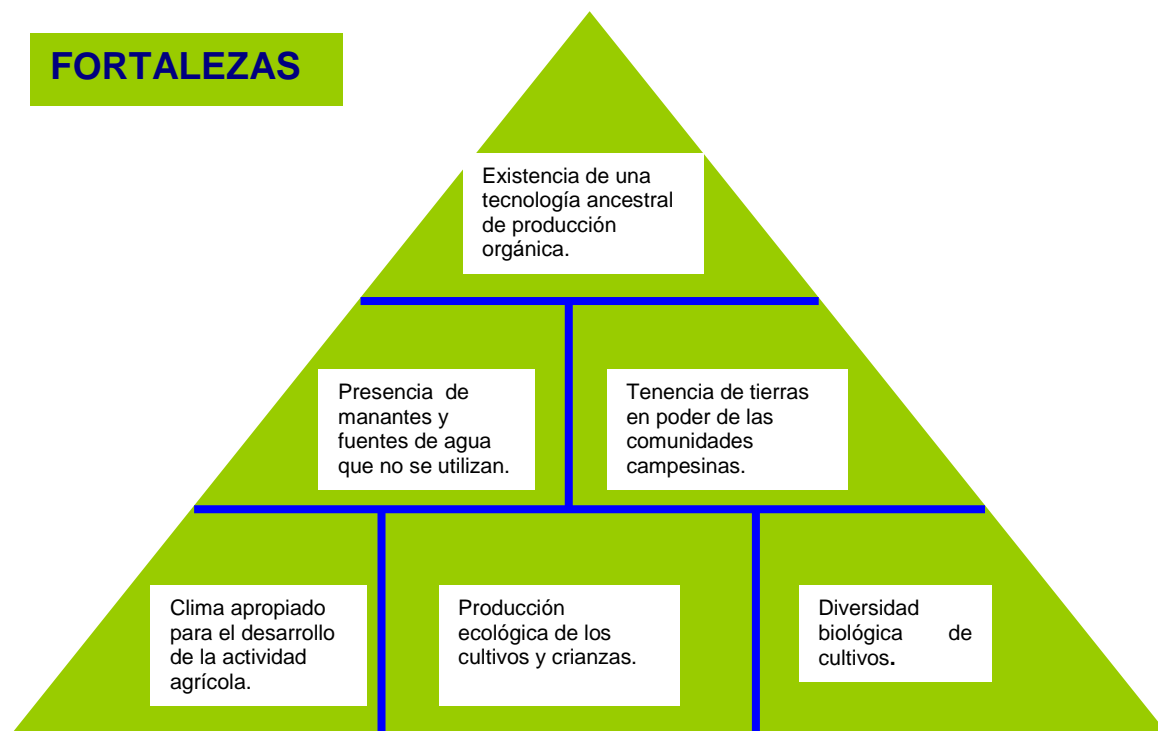 FORTALEZAS
Existencia de una
tecnología ancestral
de producción
orgánica.
Presencia de
manantes y
fuentes de agua
que no se utilizan.
Tenencia de tierras
en poder de las
comunidades
campesinas.
Clima apropiado
para el desarrollo
de la actividad
agrícola.
Producción
ecológica de los
cultivos y crianzas.
Diversidad
biológica de
cultivos.